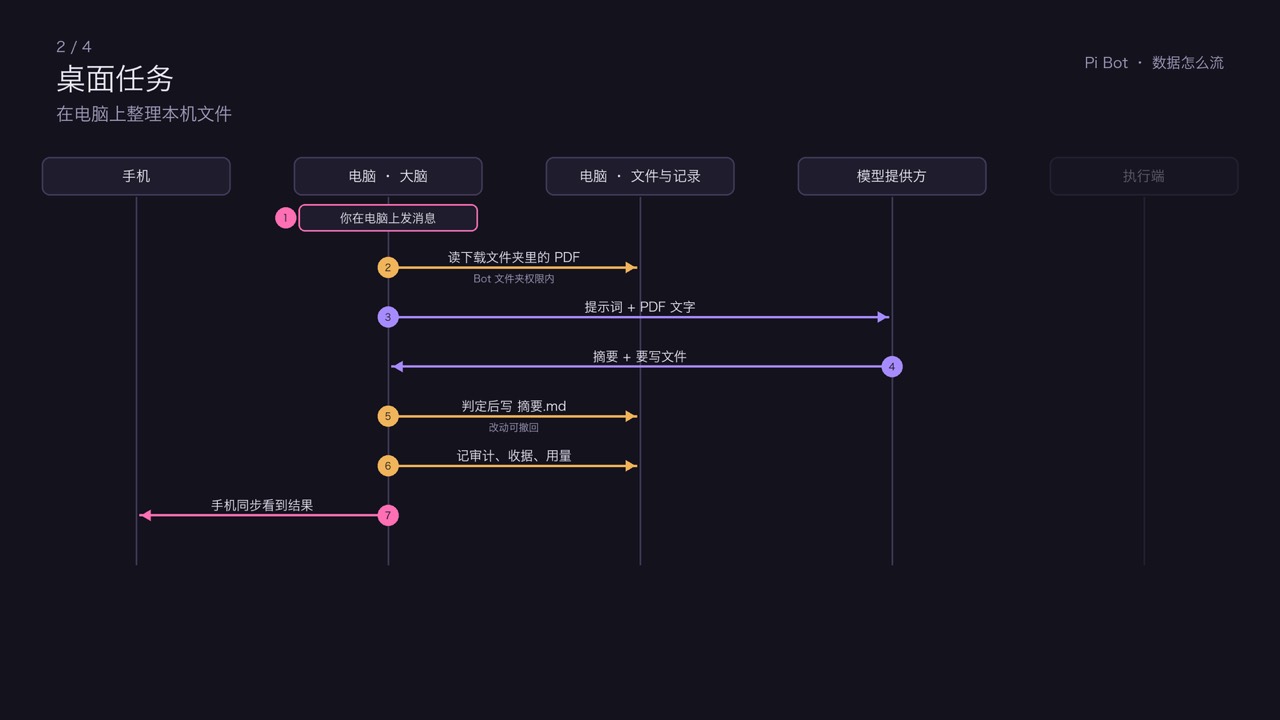 2 / 4
桌面任务
在电脑上整理本机文件
Pi Bot · 数据怎么流
手机
电脑 · 大脑
电脑 · 文件与记录
模型提供方
执行端
1
你在电脑上发消息
2
读下载文件夹里的 PDF
Bot 文件夹权限内
3
提示词 + PDF 文字
摘要 + 要写文件
4
5
判定后写 摘要.md
改动可撤回
6
记审计、收据、用量
手机同步看到结果
7